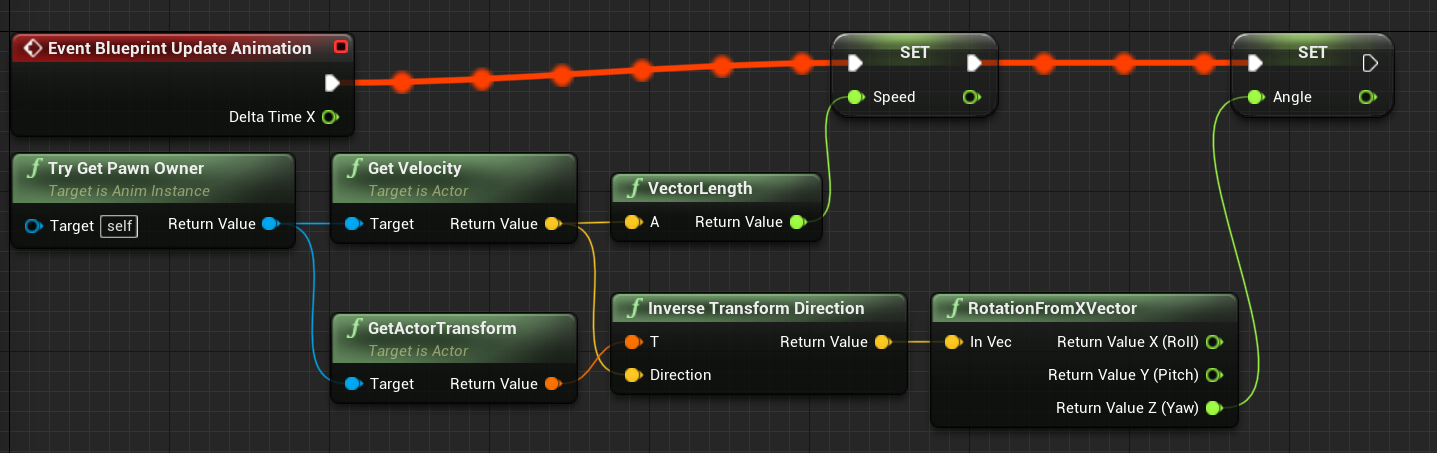 Event Blueprint Update Animation
Delta Time X
SET
Speed
SET
Angle
Try Get Pawn Owner
Target is Anim Instance
Target self Return Value
f Get Velocity
Target is Actor
Target Return Value
f VectorLength
A Return Value
f GetActorTransform
Target is Actor
Target Return Value
f Inverse Transform Direction
T Return Value
Direction
f RotationFromXVector
In Vec Return Value X (Roll)
Return Value Y (Pitch)
Return Value Z (Yaw)